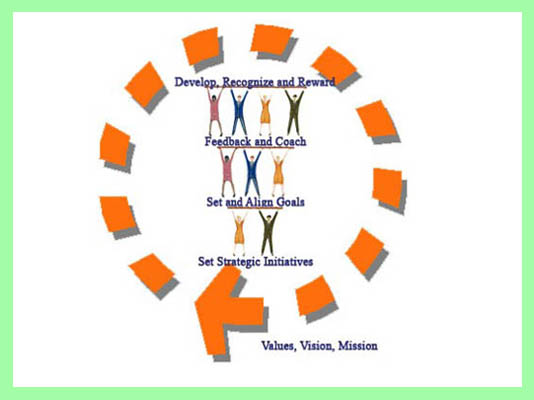 Develop, Recognize and Reward
Feedback and Coach
Set and Align Goals
Set Strategic Initiatives
Values, Vision, Mission